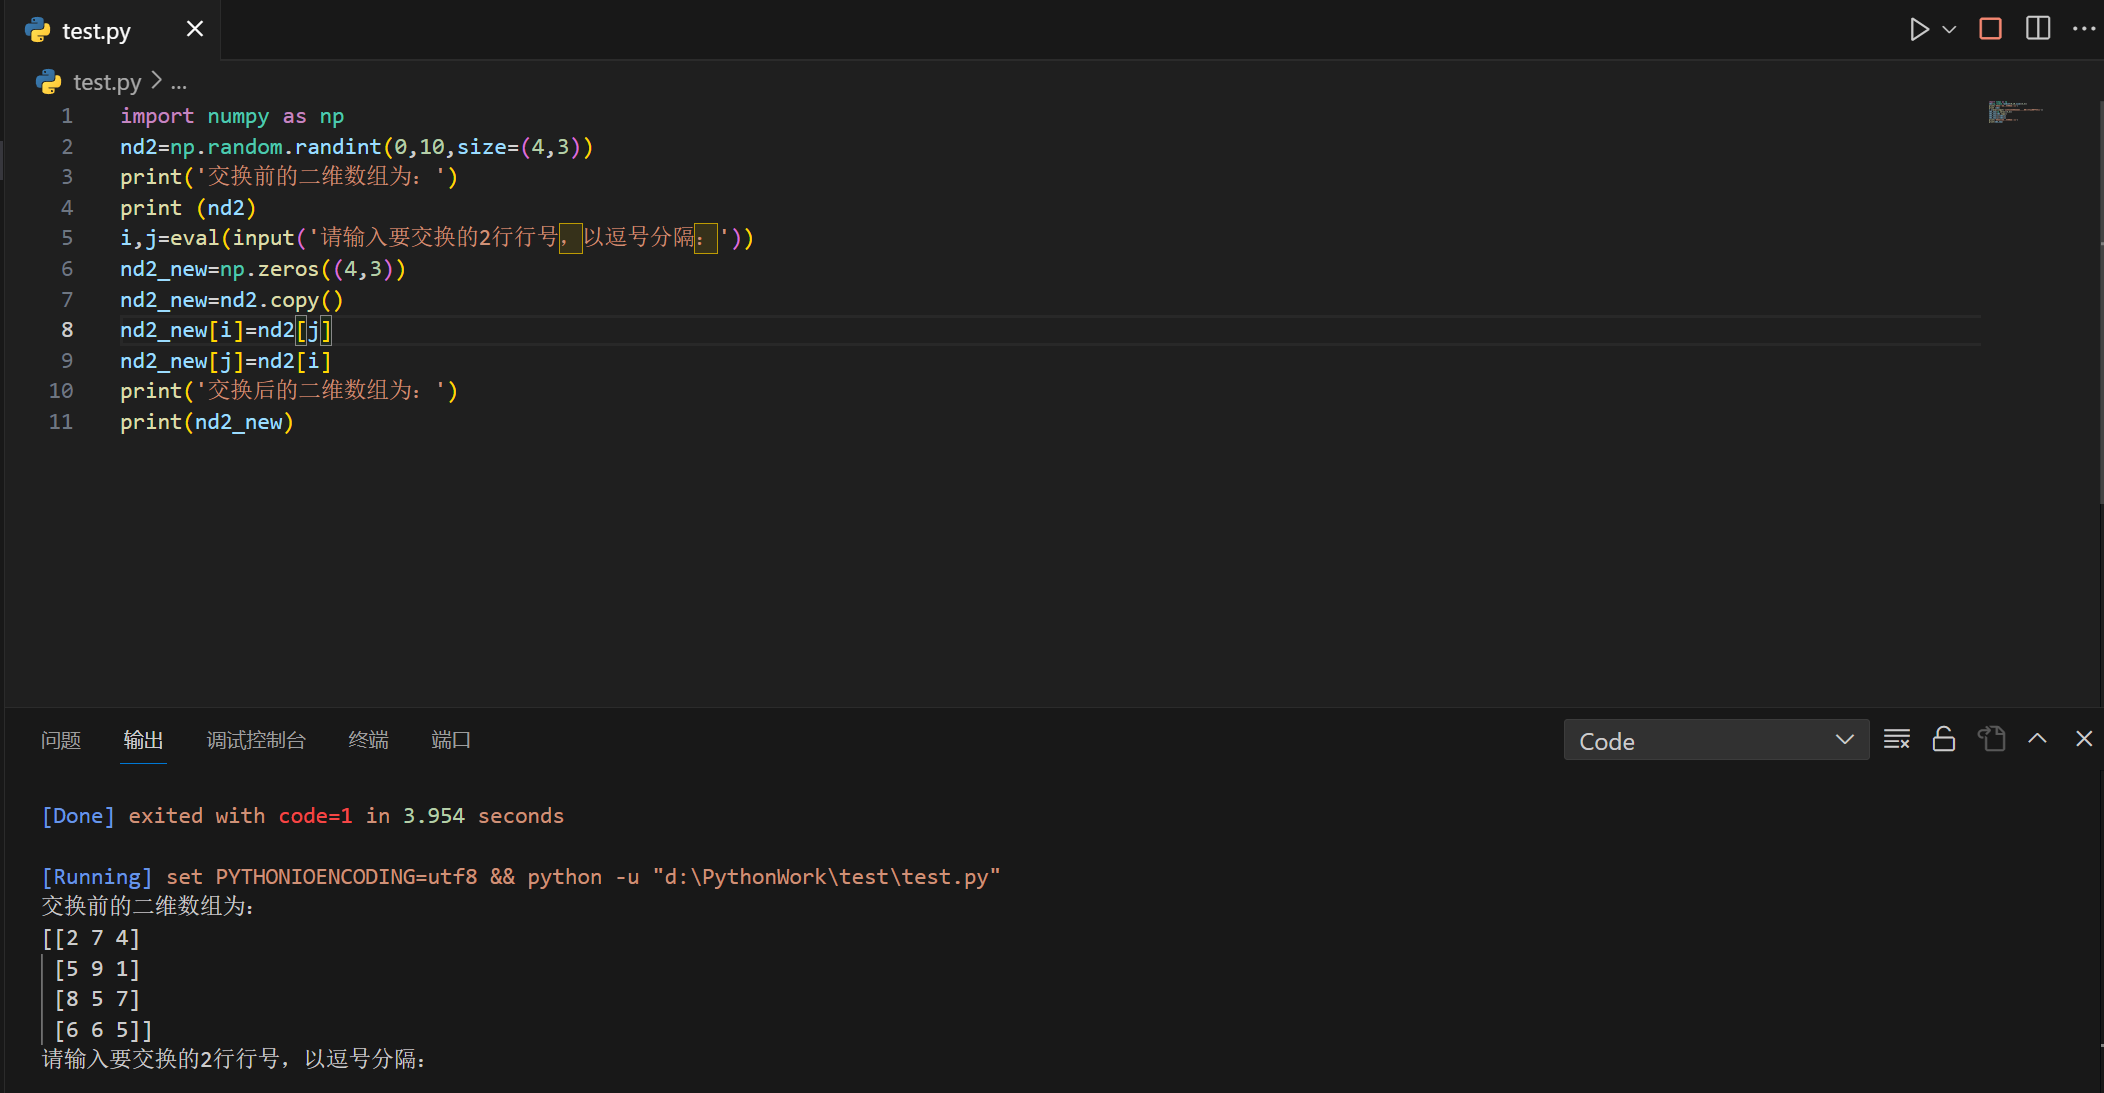 test.py
test.py > ...
1 import numpy as np
2 nd2=np.random.randint(0,10,size=(4,3))
3 print('交换前的二维数组为：')
4 print (nd2)
5 i,j=eval(input('请输入要交换的2行行号，以逗号分隔：'))
6 nd2_new=np.zeros((4,3))
7 nd2_new=nd2.copy()
8 nd2_new[i]=nd2[j]
9 nd2_new[j]=nd2[i]
10 print('交换后的二维数组为：')
11 print(nd2_new)
问题 输出 调试控制台 终端 端口 Code
[Done] exited with code=1 in 3.954 seconds
[Running] set PYTHONIOENCODING=utf8 && python -u "d:\PythonWork\test\test.py"
交换前的二维数组为：
[[2 7 4]
[5 9 1]
[8 5 7]
[6 6 5]]
请输入要交换的2行行号，以逗号分隔：